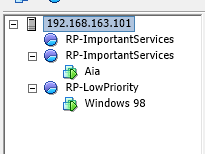 192.168.163.101
RP-ImportantServices
RP-ImportantServices
Aia
RP-LowPriority
Windows 98